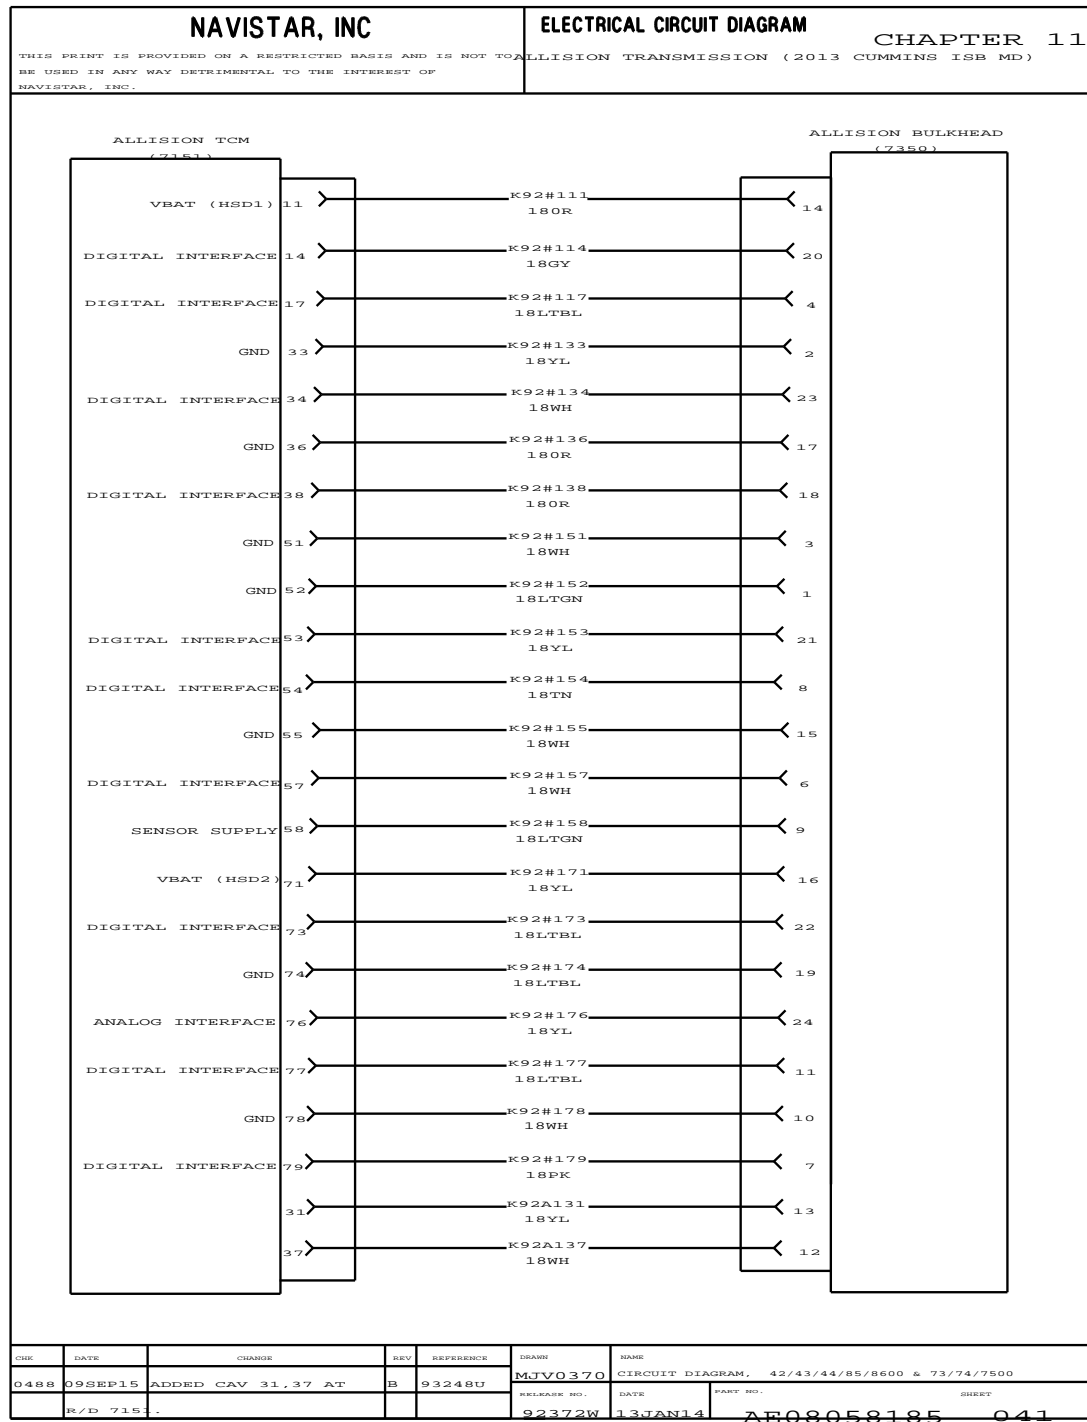 NAVISTAR, INC
THIS PRINT IS PROVIDED ON A RESTRICTED BASIS AND IS NOT TO
BE USED IN ANY WAY DETRIMENTAL TO THE INTEREST OF
NAVISTAR, INC.
ELECTRICAL CIRCUIT DIAGRAM
CHAPTER 11
ALLISION TRANSMISSION (2013 CUMMINS ISB MD)
ALLISION TCM
(7151)
ALLISION BULKHEAD
(7350)
VBAT (HSD1) 11 K92#111 14
180R
DIGITAL INTERFACE 14 K92#114 20
18GY
DIGITAL INTERFACE 17 K92#117 4
18LTBL
GND 33 K92#133 2
18YL
DIGITAL INTERFACE 34 K92#134 23
18WH
GND 36 K92#136 17
180R
DIGITAL INTERFACE 38 K92#138 18
180R
GND 51 K92#151 3
18WH
GND 52 K92#152 1
18LTGN
DIGITAL INTERFACE 53 K92#153 21
18YL
DIGITAL INTERFACE 54 K92#154 8
18TN
GND 55 K92#155 15
18WH
DIGITAL INTERFACE 57 K92#157 6
18WH
SENSOR SUPPLY 58 K92#158 9
18LTGN
VBAT (HSD2) 71 K92#171 16
18YL
DIGITAL INTERFACE 73 K92#173 22
18LTBL
GND 74 K92#174 19
18LTBL
ANALOG INTERFACE 76 K92#176 24
18YL
DIGITAL INTERFACE 77 K92#177 11
18LTBL
GND 78 K92#178 10
18WH
DIGITAL INTERFACE 79 K92#179 7
18PK
31 K92A131 13
18YL
37 K92A137 12
18WH
CHK DATE CHANGE REV REFERENCE
0488 09SEP15 ADDED CAV 31,37 AT B 93248U
R/D 7151.
DRAWN NAME
MJV0370 CIRCUIT DIAGRAM, 42/43/44/85/8600 & 73/74/7500
RELEASE NO. DATE PART NO. SHEET
92372W 13JAN14 AE08058185 041